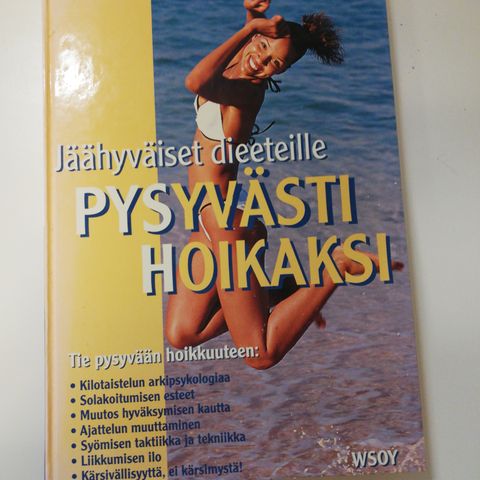 Jäähyväiset dieeteille
PYSYVÄSTI
HOIKAKSI
Tie pysyvään hoikkuuteen:
• Kilotaistelun arkipsykologiaa
• Solakoitumisen esteet
• Muutos hyväksymisen kautta
• Ajattelun muuttaminen
• Syömisen taktiikka ja tekniikka
• Liikkumisen ilo
• Kärsivällisyyttä, ei kärsimystä!
WSOY